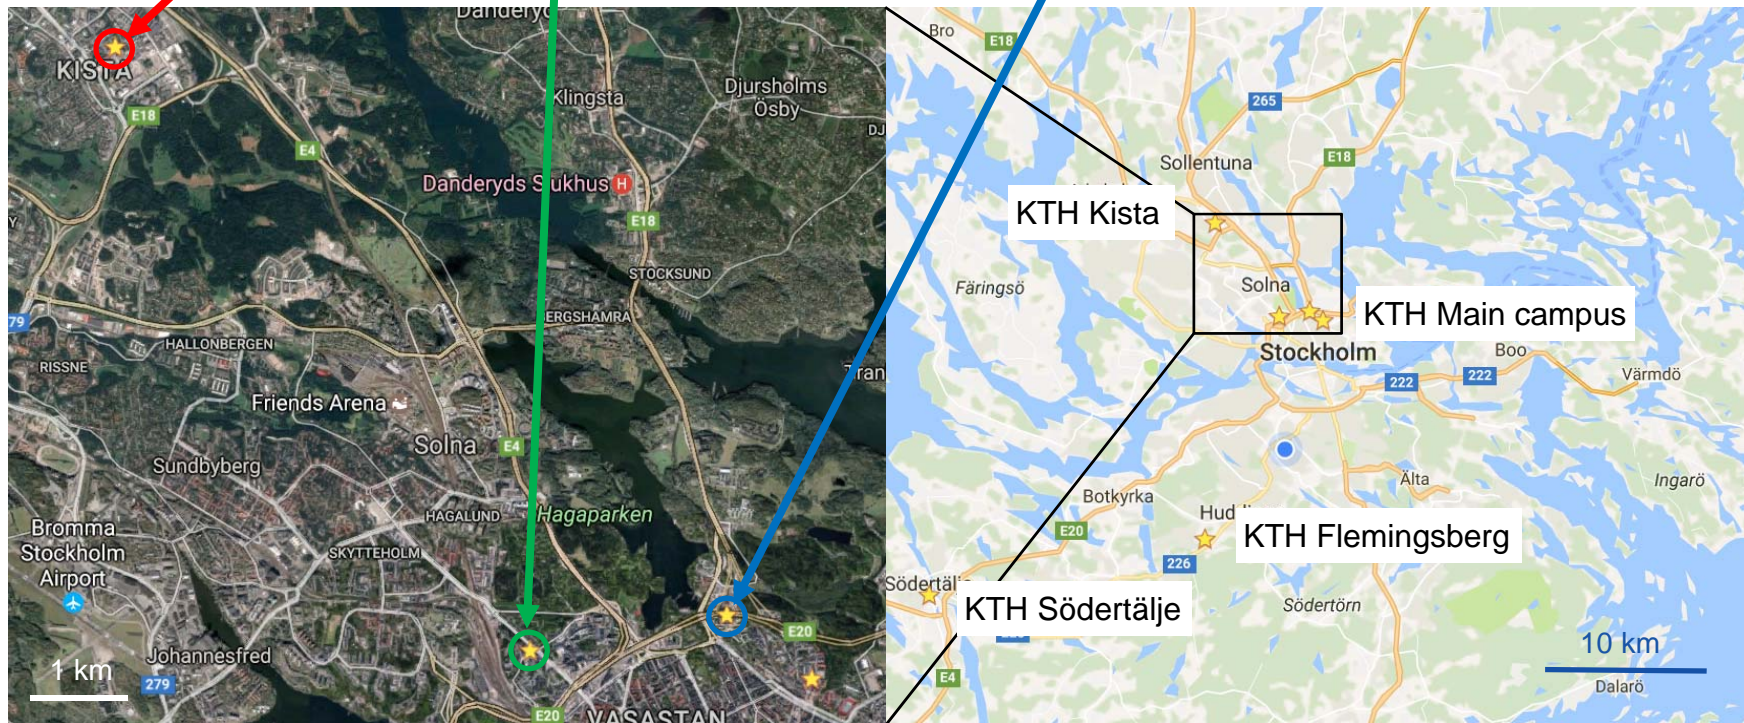 Danderyd
KISTA
E18
E4
Klingsta
Djursholms
Ösby
DJ
Danderyds Sjukhus
H
E18
STOCKSUND
BERGSHAMRA
79
HALLONBERGEN
RISSNE
Friends Arena
Tran
Solna
E4
Sundbyberg
HAGALUND
Hagaparken
Bromma
Stockholm
Airport
SKYTTEHOLM
E20
Johannesfred
1 km
279
E20
VASASTAN
Bro
E18
265
Sollentuna
E18
KTH Kista
Färingsö
Solna
KTH Main campus
Stockholm
Boo
222
222
Värmdö
Botkyrka
Älta
Ingarö
E20
Hud
KTH Flemingsberg
226
Södertälj
KTH Södertälje
Södertörn
10 km
E4
Dalarö